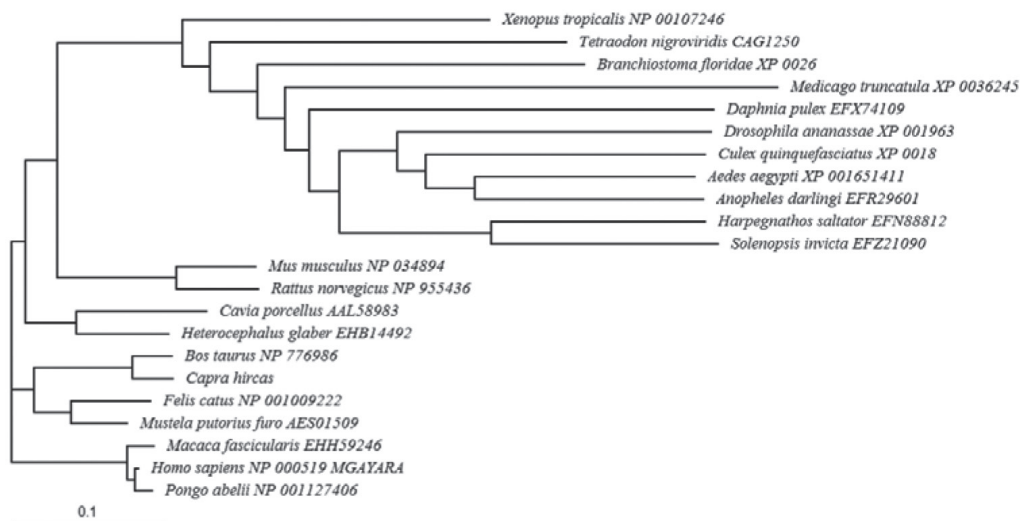 Xenopus tropicalis NP 00107246
Tetraodon nigroviridis CAG1250
Branchiostoma floridae XP 0026
Medicago truncatula XP 0036245
Daphnia pulex EFX74109
Drosophila ananassae XP 001963
Culex quinquefasciatus XP 0018
Aedes aegypti XP 001651411
Anopheles darlingi EFR29601
Harpegnathos saltator EFN88812
Solenopsis invicta EFZ21090
Mus musculus NP 034894
Rattus norvegicus NP 955436
Cavia porcellus AAL58983
Heterocephalus glaber EHB14492
Bos taurus NP 776986
Capra hircas
Felis catus NP 001009222
Mustela putorius furo AES01509
Macaca fascicularis EHH59246
Homo sapiens NP 000519 MGAYARA
Pongo abelii NP 001127406
0.1